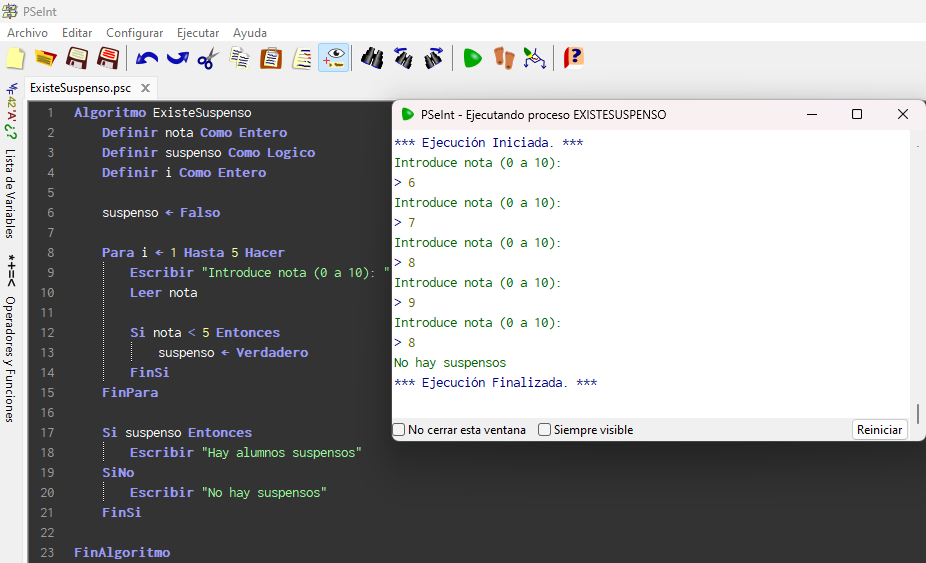 PSeInt
Archivo Editar Configurar Ejecutar Ayuda
ExisteSuspenso.psc
42 'A' ¿?
Lista de Variables
*+=<
Operadores y Funciones
1 Algoritmo ExisteSuspenso
2 Definir nota Como Entero
3 Definir suspenso Como Logico
4 Definir i Como Entero
5
6 suspenso ← Falso
7
8 Para i ← 1 Hasta 5 Hacer
9 Escribir "Introduce nota (0 a 10): "
10 Leer nota
11
12 Si nota < 5 Entonces
13 suspenso ← Verdadero
14 FinSi
15 FinPara
16
17 Si suspenso Entonces
18 Escribir "Hay alumnos suspensos"
19 SiNo
20 Escribir "No hay suspensos"
21 FinSi
22
23 FinAlgoritmo
PSeInt - Ejecutando proceso EXISTESUSPENSO
*** Ejecución Iniciada. ***
Introduce nota (0 a 10):
> 6
Introduce nota (0 a 10):
> 7
Introduce nota (0 a 10):
> 8
Introduce nota (0 a 10):
> 9
Introduce nota (0 a 10):
> 8
No hay suspensos
*** Ejecución Finalizada. ***
No cerrar esta ventana Siempre visible Reiniciar